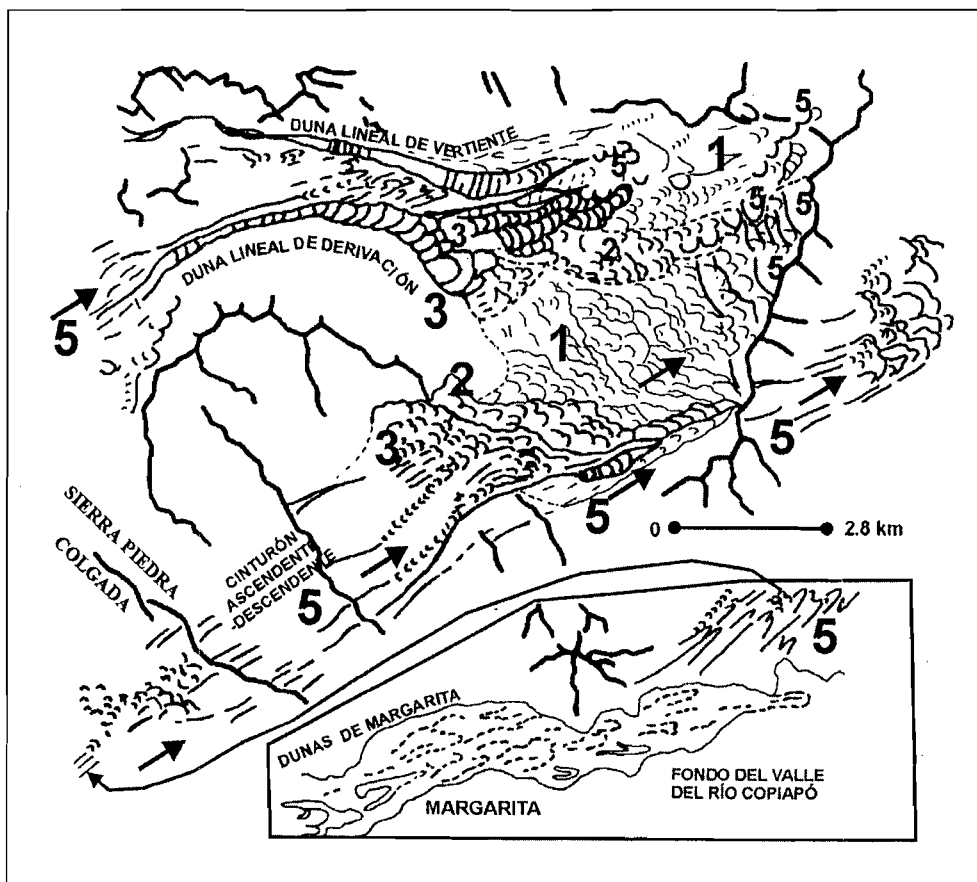 5
DUNA LINEAL DE VERTIENTE
5
1
5
3
2
5
DUNA LINEAL DE DERIVACIÓN
5
3
5
1
2
3
5
5
0 2.8 km
SIERRA PIEDRA
COLGADA
CINTURÓN
ASCENDENTE
-DESCENDENTE
5
5
DUNAS DE MARGARITA
MARGARITA
FONDO DEL VALLE
DEL RÍO COPIAPÓ